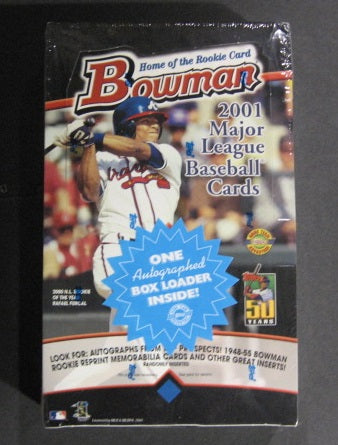 Home of the Rookie Card
Bowman
2001
Major
League
Baseball
Cards
ONE
Autographed
BOX LOADER
INSIDE!
2000 N.L. ROOKIE
OF THE YEAR
RAFAEL FURCAL
Topps
50
YEARS
LOOK FOR: AUTOGRAPHS FROM PROSPECTS! 1948-55 BOWMAN
ROOKIE REPRINT MEMORABILIA CARDS AND OTHER GREAT INSERTS!
RANDOMLY INSERTED